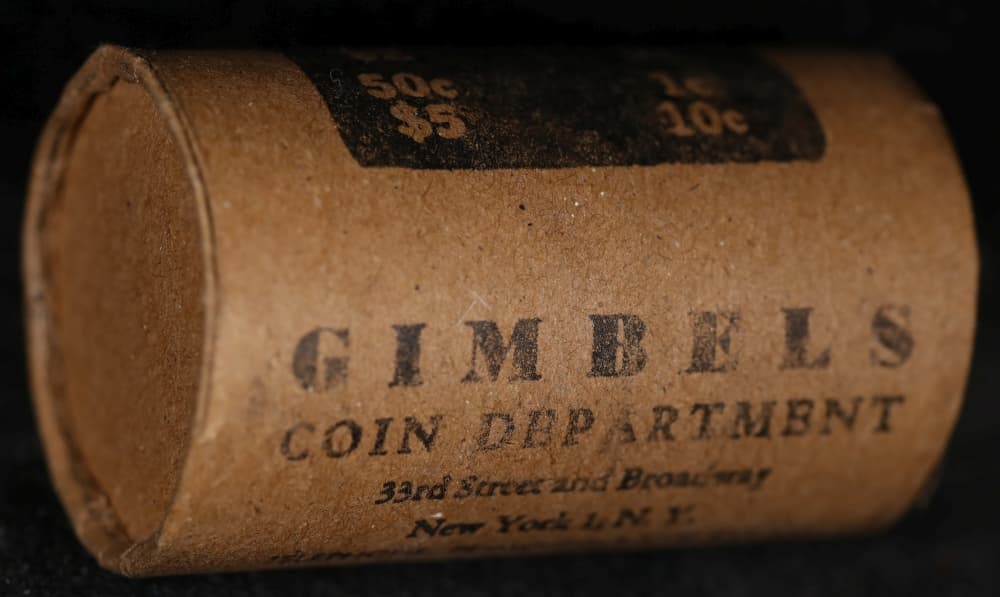 50c 1c
$5 10c
GIMBELS
COIN DEPARTMENT
33rd Street and Broadway
New York 1, N. Y.